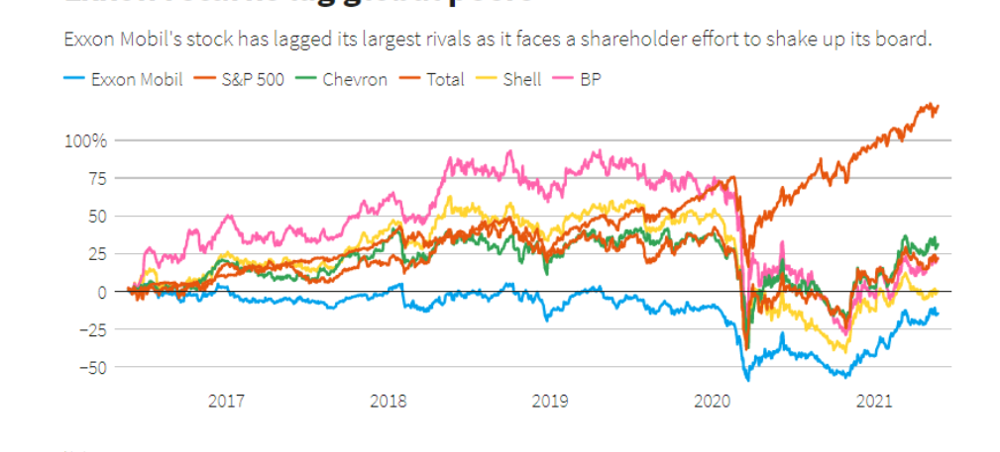 Exxon Mobil's stock has lagged its largest rivals as it faces a shareholder effort to shake up its board.
Exxon Mobil S&P 500 Chevron Total Shell BP
100%
75
50
25
0
−25
−50
2017 2018 2019 2020 2021